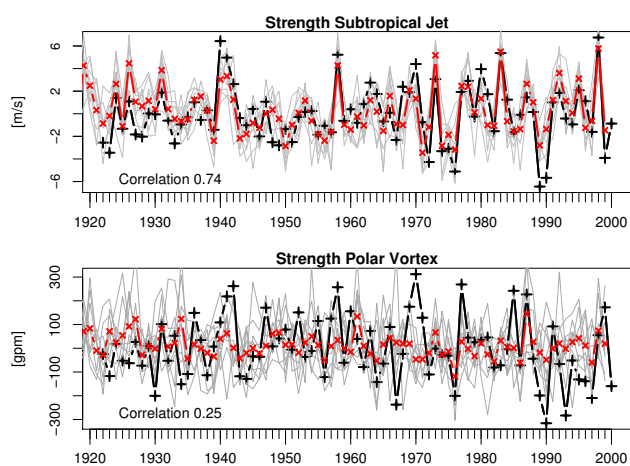 Strength Subtropical Jet
[m/s]
6
2
−2
−6
Correlation 0.74
1920 1930 1940 1950 1960 1970 1980 1990 2000
Strength Polar Vortex
[gpm]
300
100
−100
−300
Correlation 0.25
1920 1930 1940 1950 1960 1970 1980 1990 2000